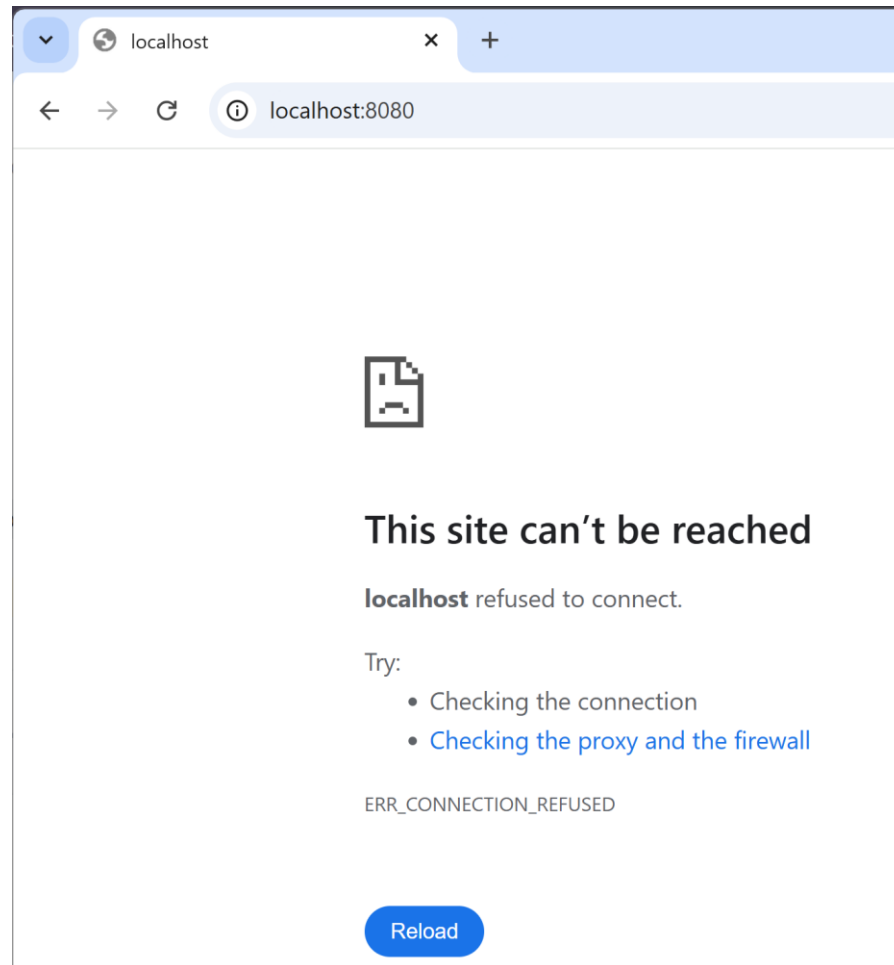 localhost
localhost:8080
This site can’t be reached
localhost refused to connect.
Try:
• Checking the connection
• Checking the proxy and the firewall
ERR_CONNECTION_REFUSED
Reload